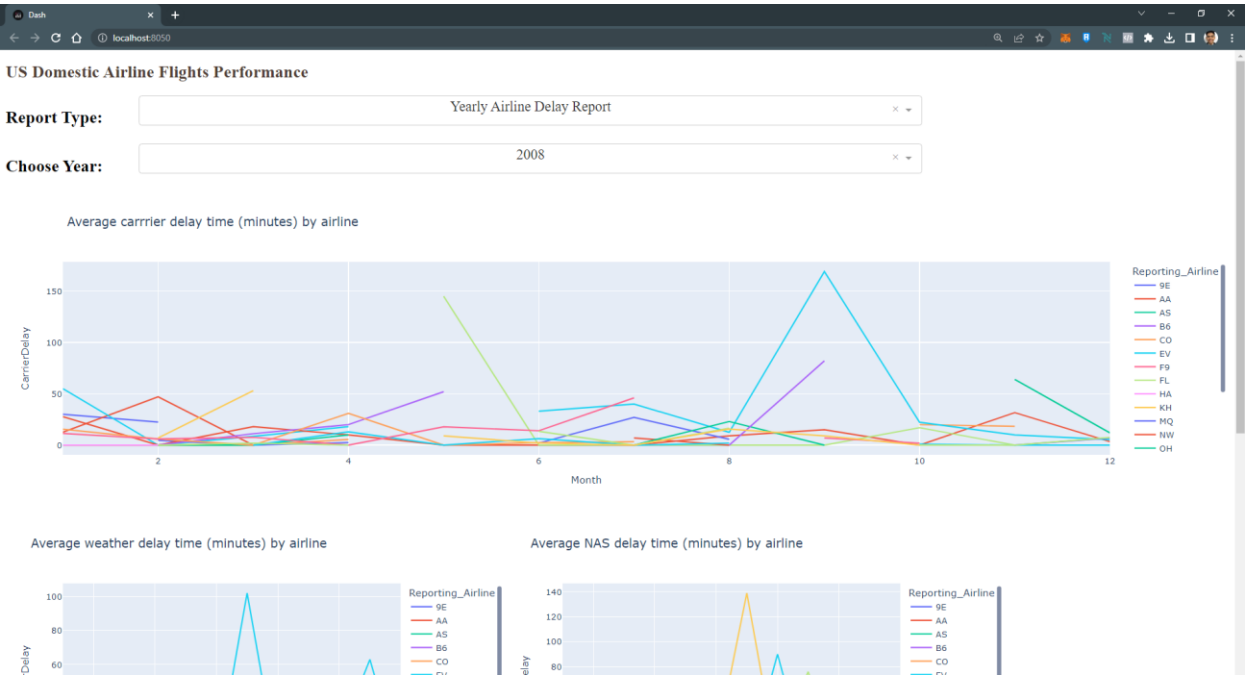 Dash
localhost:8050
US Domestic Airline Flights Performance
Report Type:
Yearly Airline Delay Report
Choose Year:
2008
Average carrrier delay time (minutes) by airline
150
100
50
0
CarrierDelay
2 4 6 8 10 12
Month
Reporting_Airline
9E
AA
AS
B6
CO
EV
F9
FL
HA
KH
MQ
NW
OH
Average weather delay time (minutes) by airline
100
80
60
Reporting_Airline
9E
AA
AS
B6
CO
EV
Average NAS delay time (minutes) by airline
140
120
100
80
Reporting_Airline
9E
AA
AS
B6
CO
EV